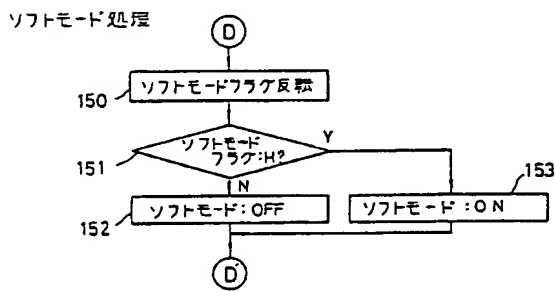 ソフトモード処理
D
150
ソフトモードフラグ反転
151
ソフトモード
フラグ:H?
Y
N
153
152
ソフトモード:OFF
ソフトモード:ON
D'